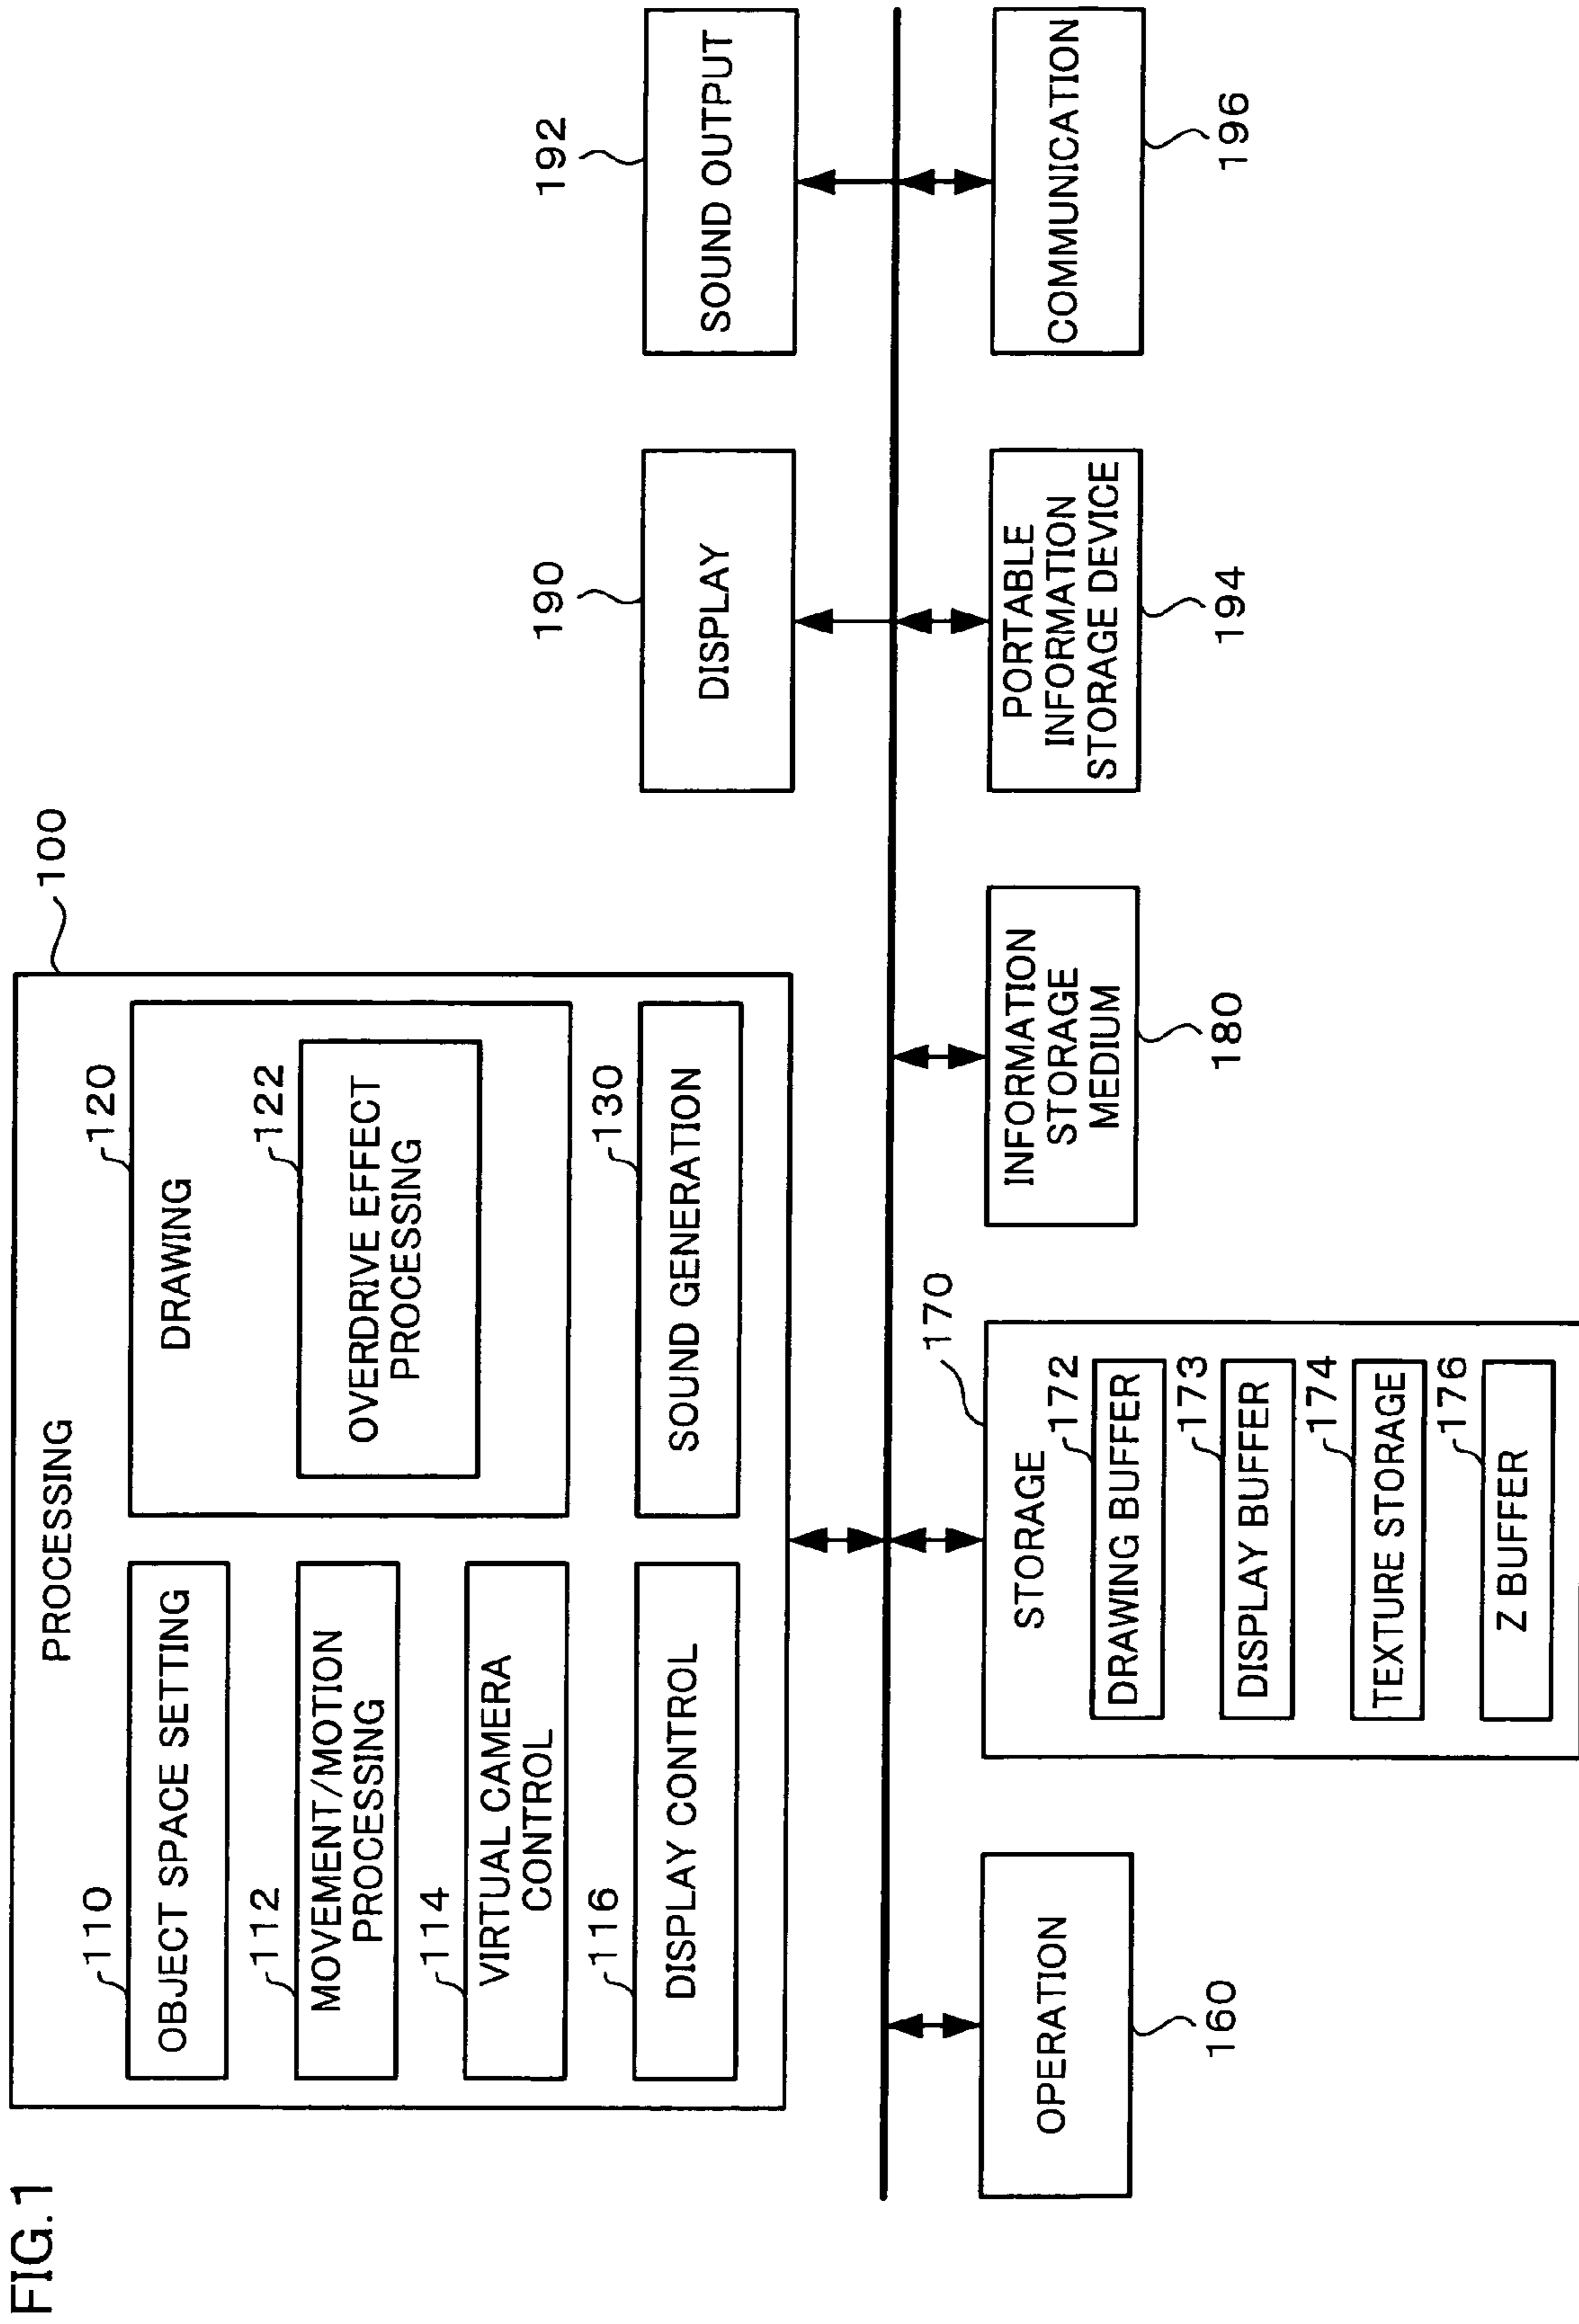 FIG.1
100
PROCESSING
110
OBJECT SPACE SETTING
112
MOVEMENT/MOTION
PROCESSING
114
VIRTUAL CAMERA
CONTROL
116
DISPLAY CONTROL
120
DRAWING
122
OVERDRIVE EFFECT
PROCESSING
130
SOUND GENERATION
190
DISPLAY
192
SOUND OUTPUT
OPERATION
160
170
STORAGE
172
DRAWING BUFFER
173
DISPLAY BUFFER
174
TEXTURE STORAGE
176
Z BUFFER
INFORMATION
STORAGE
MEDIUM
180
PORTABLE
INFORMATION
STORAGE DEVICE
194
COMMUNICATION
196